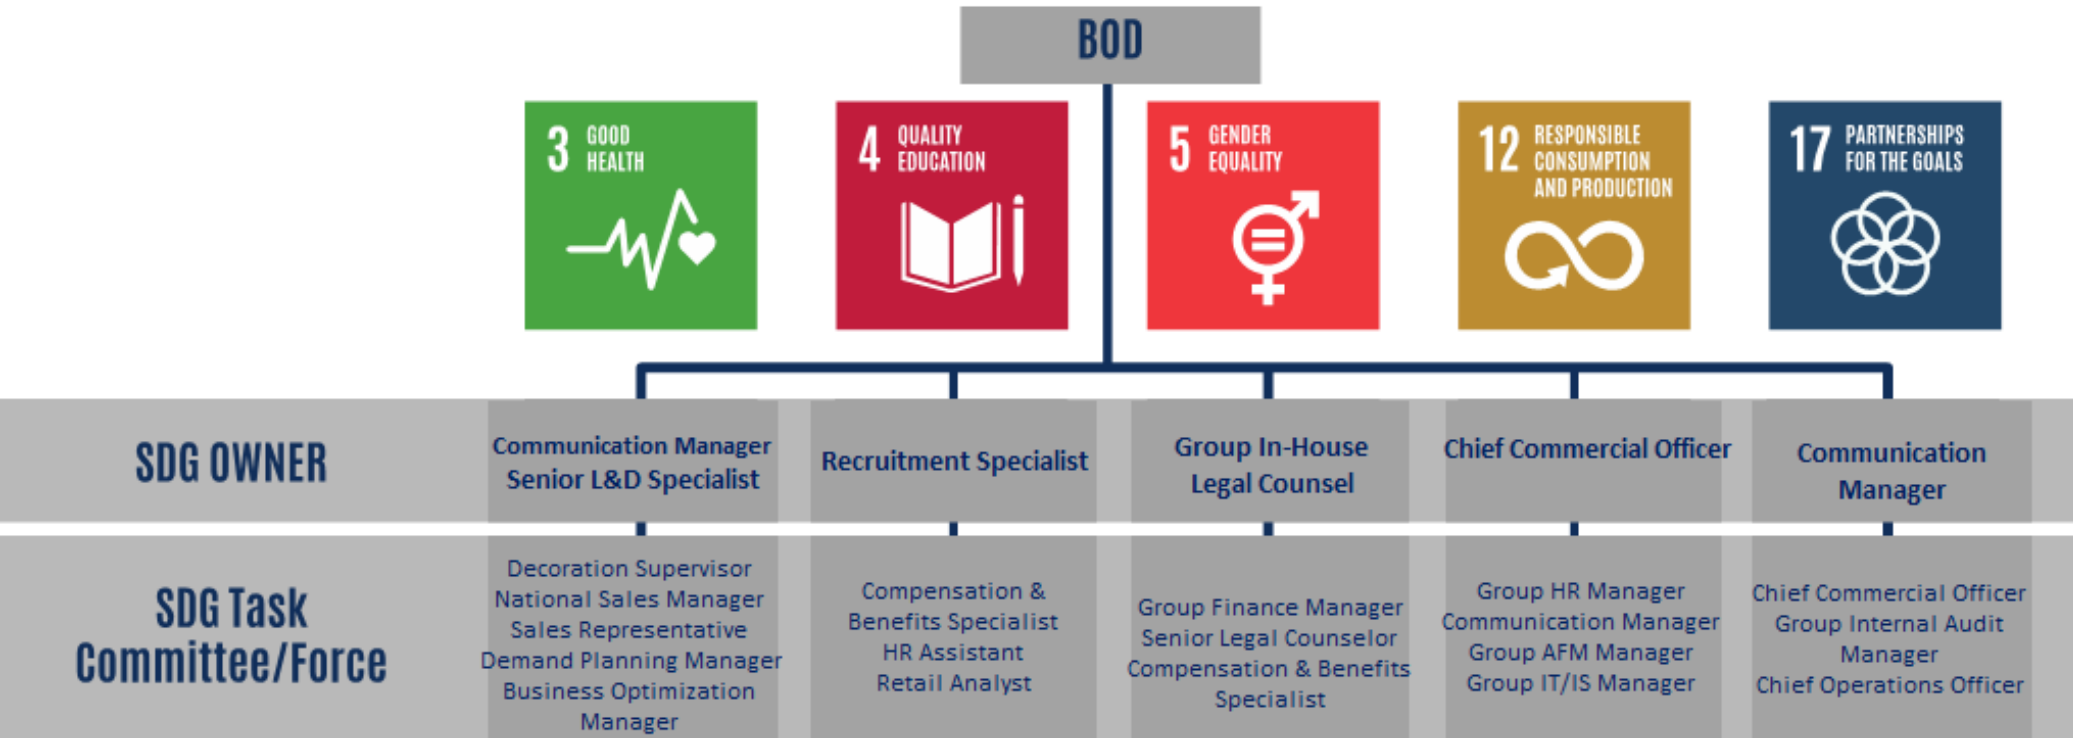 BOD
3 GOOD
HEALTH
4 QUALITY
EDUCATION
5 GENDER
EQUALITY
12 RESPONSIBLE
CONSUMPTION
AND PRODUCTION
17 PARTNERSHIPS
FOR THE GOALS
SDG OWNER
Communication Manager
Senior L&D Specialist
Recruitment Specialist
Group In-House
Legal Counsel
Chief Commercial Officer
Communication
Manager
SDG Task
Committee/Force
Decoration Supervisor
National Sales Manager
Sales Representative
Demand Planning Manager
Business Optimization
Manager
Compensation &
Benefits Specialist
HR Assistant
Retail Analyst
Group Finance Manager
Senior Legal Counselor
Compensation & Benefits
Specialist
Group HR Manager
Communication Manager
Group AFM Manager
Group IT/IS Manager
Chief Commercial Officer
Group Internal Audit
Manager
Chief Operations Officer